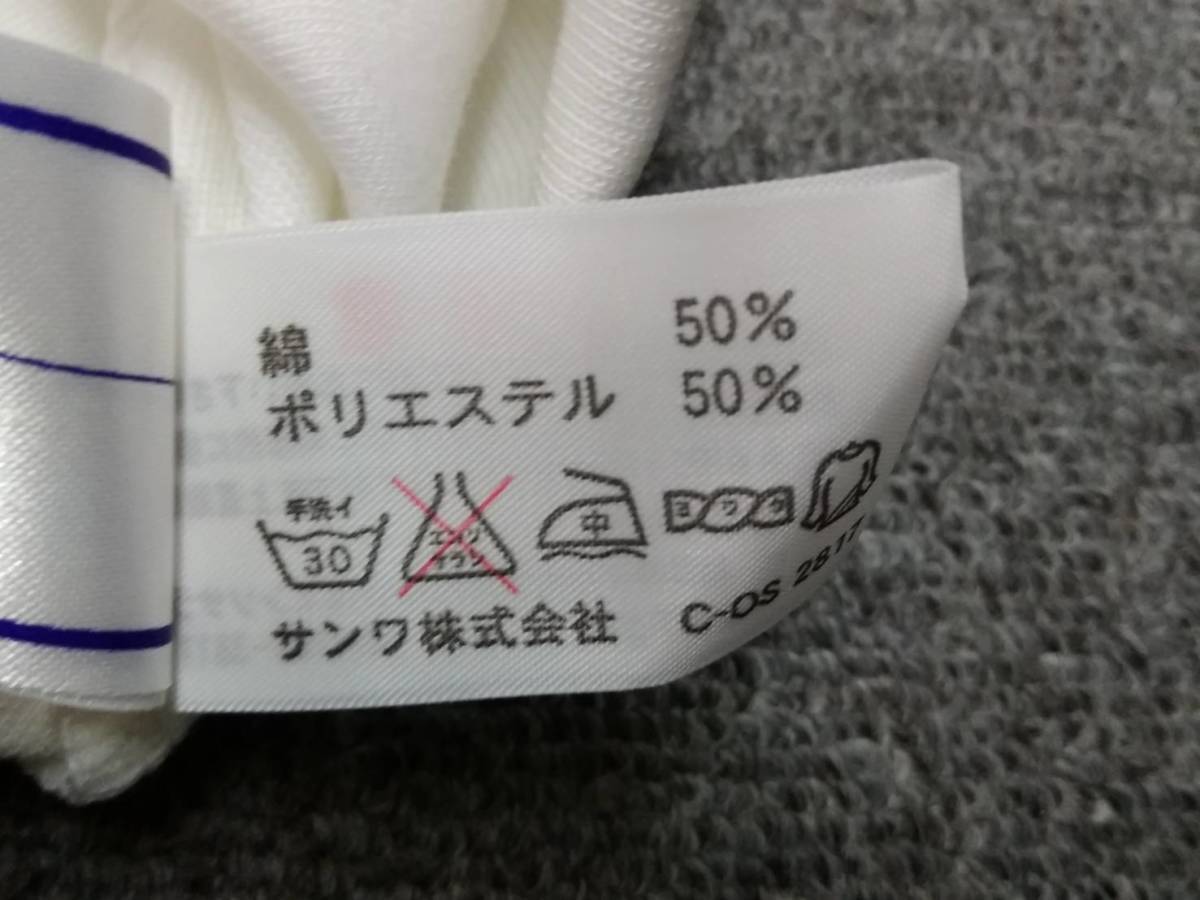 綿 50%
ポリエステル 50%
手洗イ
30 エンソ サラシ 中 ヨワク
サンワ株式会社 C-OS 2817